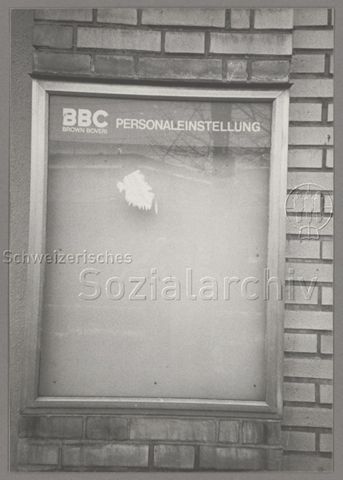 BBC PERSONALEINSTELLUNG
BROWN BOVERI
Schweizerisches
Sozialarchiv